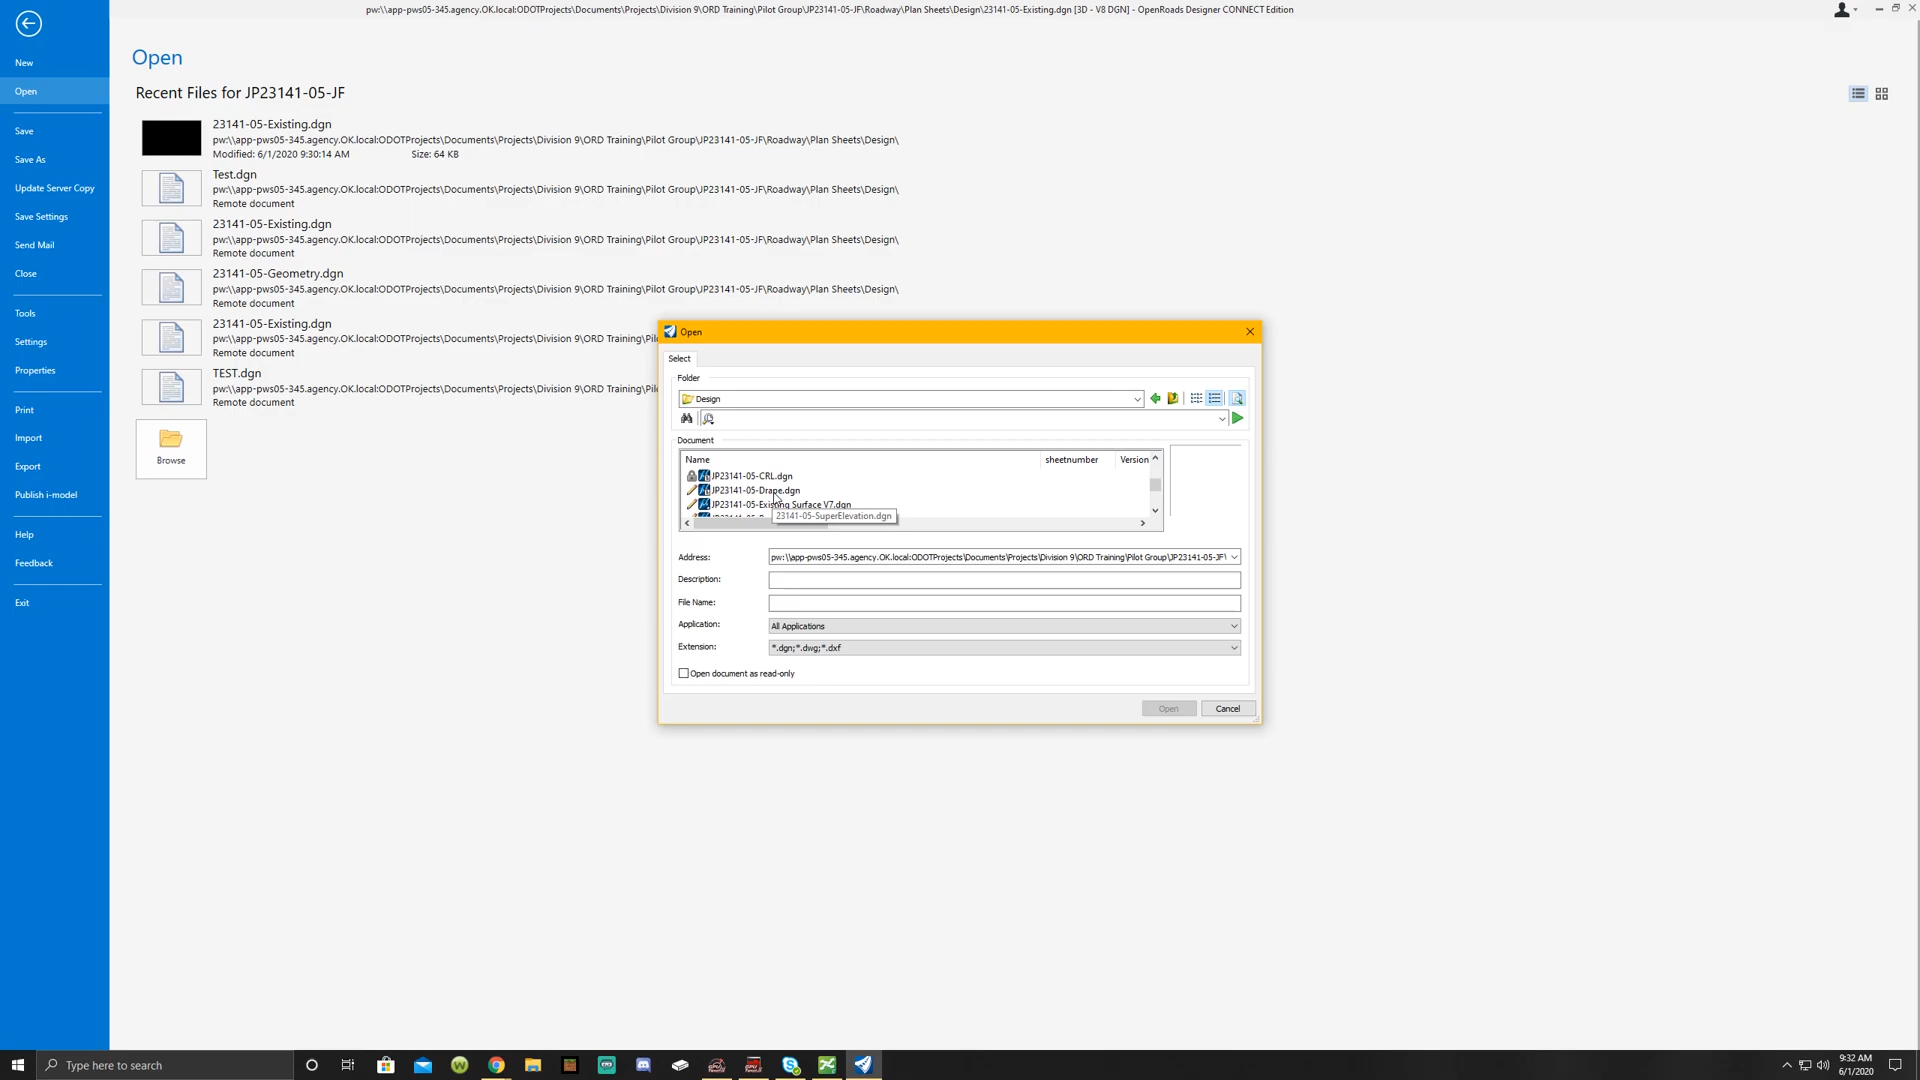 pw:\\app-pws05-345.agency.OK.local:ODOTProjects\Documents\Projects\Division 9\ORD Training\Pilot Group\JP23141-05-JF\Roadway\Plan Sheets\Design\23141-05-Existing.dgn [3D - V8 DGN] - OpenRoads Designer CONNECT Edition
New
Open
Save
Save As
Update Server Copy
Save Settings
Send Mail
Close
Tools
Settings
Properties
Print
Import
Export
Publish i-model
Help
Feedback
Exit
Open
Recent Files for JP23141-05-JF
23141-05-Existing.dgn
pw:\\app-pws05-345.agency.OK.local:ODOTProjects\Documents\Projects\Division 9\ORD Training\Pilot Group\JP23141-05-JF\Roadway\Plan Sheets\Design\
Modified: 6/1/2020 9:30:14 AM Size: 64 KB
Test.dgn
pw:\\app-pws05-345.agency.OK.local:ODOTProjects\Documents\Projects\Division 9\ORD Training\Pilot Group\JP23141-05-JF\Roadway\Plan Sheets\Design\
Remote document
23141-05-Existing.dgn
pw:\\app-pws05-345.agency.OK.local:ODOTProjects\Documents\Projects\Division 9\ORD Training\Pilot Group\JP23141-05-JF\Roadway\Plan Sheets\Design\
Remote document
23141-05-Geometry.dgn
pw:\\app-pws05-345.agency.OK.local:ODOTProjects\Documents\Projects\Division 9\ORD Training\Pilot Group\JP23141-05-JF\Roadway\Plan Sheets\Design\
Remote document
23141-05-Existing.dgn
pw:\\app-pws05-345.agency.OK.local:ODOTProjects\Documents\Projects\Division 9\ORD Training\Pil
Remote document
TEST.dgn
pw:\\app-pws05-345.agency.OK.local:ODOTProjects\Documents\Projects\Division 9\ORD Training\Pil
Remote document
Browse
Open
Select
Folder
Design
Document
Name sheetnumber Version
JP23141-05-CRL.dgn
JP23141-05-Drape.dgn
JP23141-05-Existing Surface V7.dgn
23141-05-SuperElevation.dgn
Address: pw:\\app-pws05-345.agency.OK.local:ODOTProjects\Documents\Projects\Division 9\ORD Training\Pilot Group\JP23141-05-JF\
Description:
File Name:
Application: All Applications
Extension: *.dgn;*.dwg;*.dxf
Open document as read-only
Open Cancel
Type here to search
9:32 AM
6/1/2020